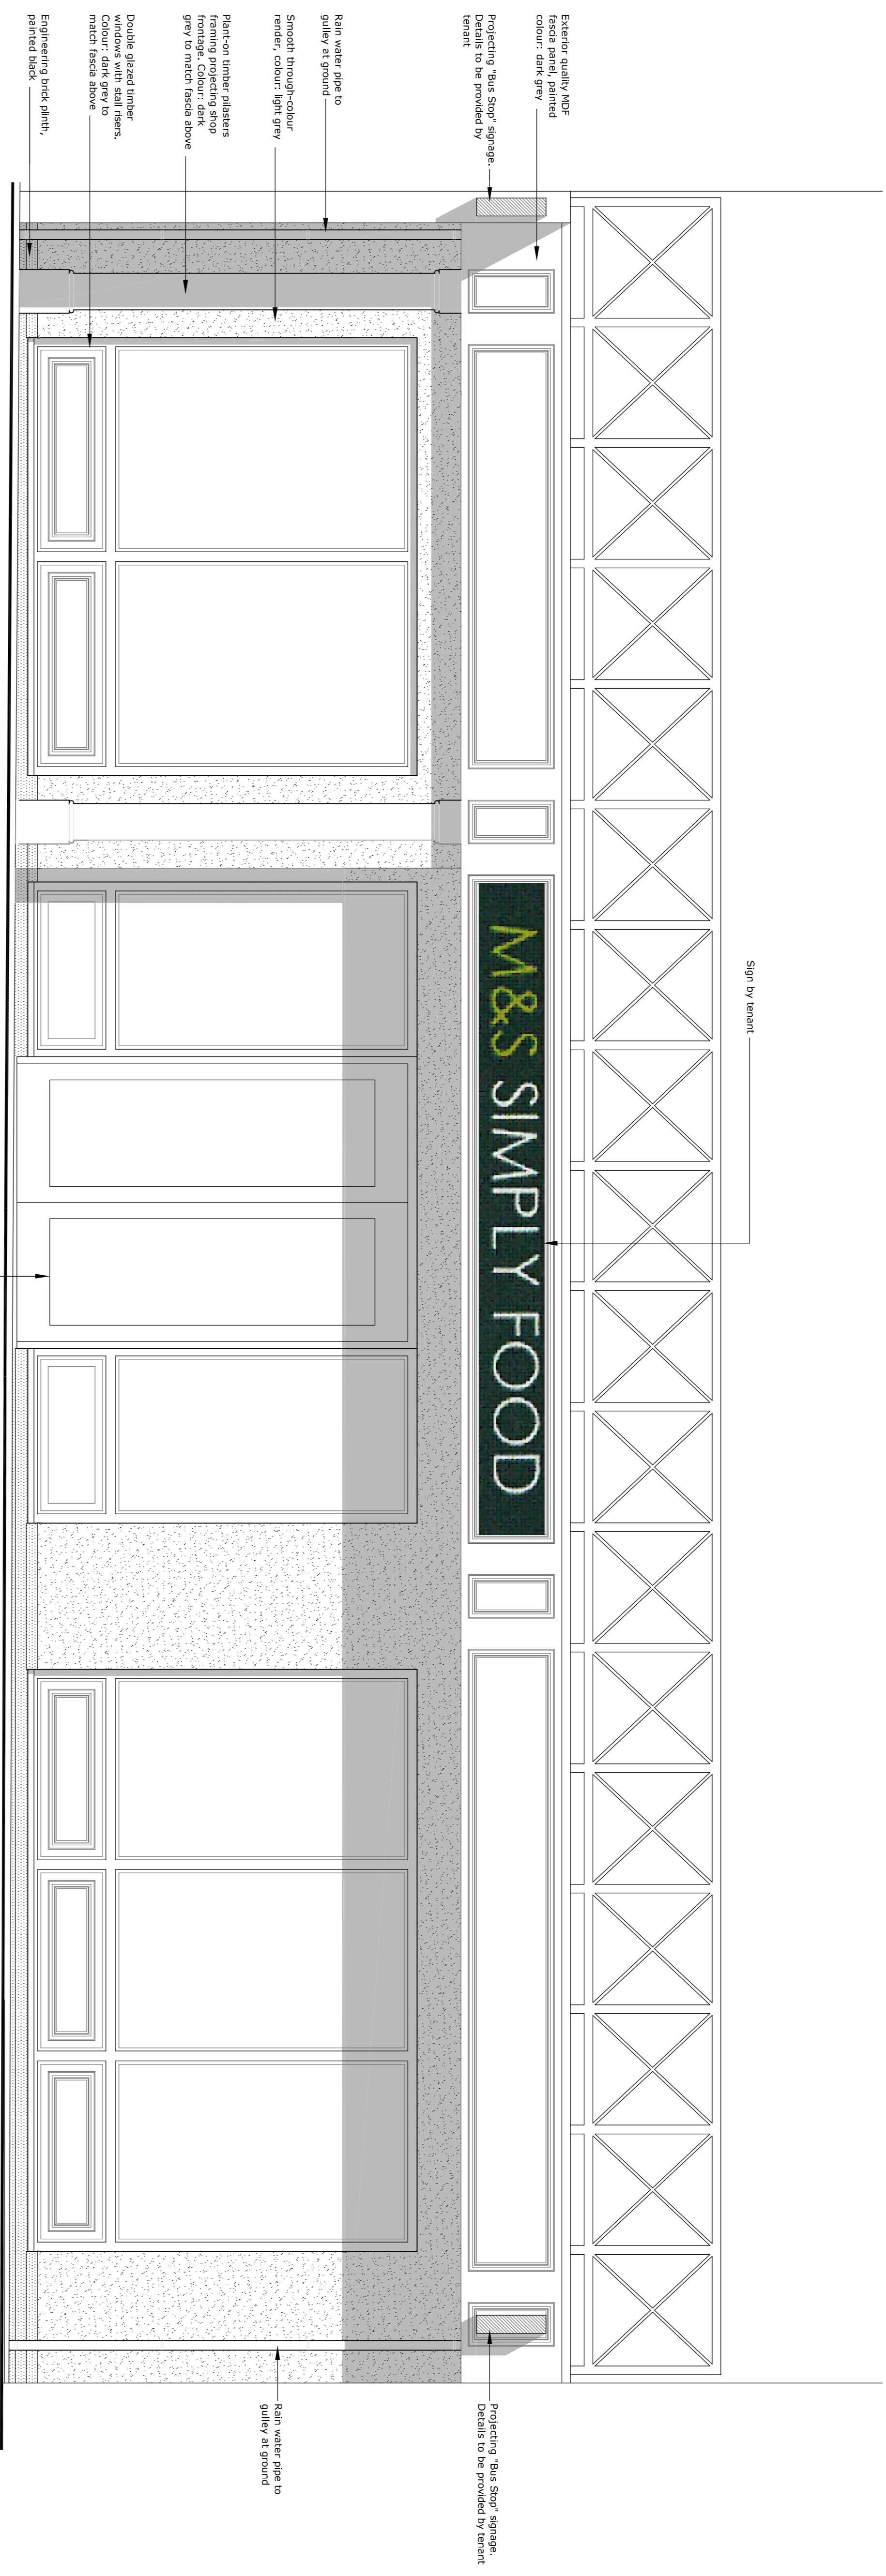 Sign by tenant
Exterior quality MDF
fascia panel, painted
colour: dark grey
Projecting "Bus Stop" signage.
Details to be provided by
tenant
M&S SIMPLY FOOD
Projecting "Bus Stop" signage.
Details to be provided by tenant
Rain water pipe to
gulley at ground
Smooth through-colour
render, colour: light grey
Rain water pipe to
gulley at ground
Plant-on timber pilasters
framing projecting shop
frontage. Colour: dark
grey to match fascia above
Double glazed timber
windows with stall risers.
Colour: dark grey to
match fascia above
Engineering brick plinth,
painted black